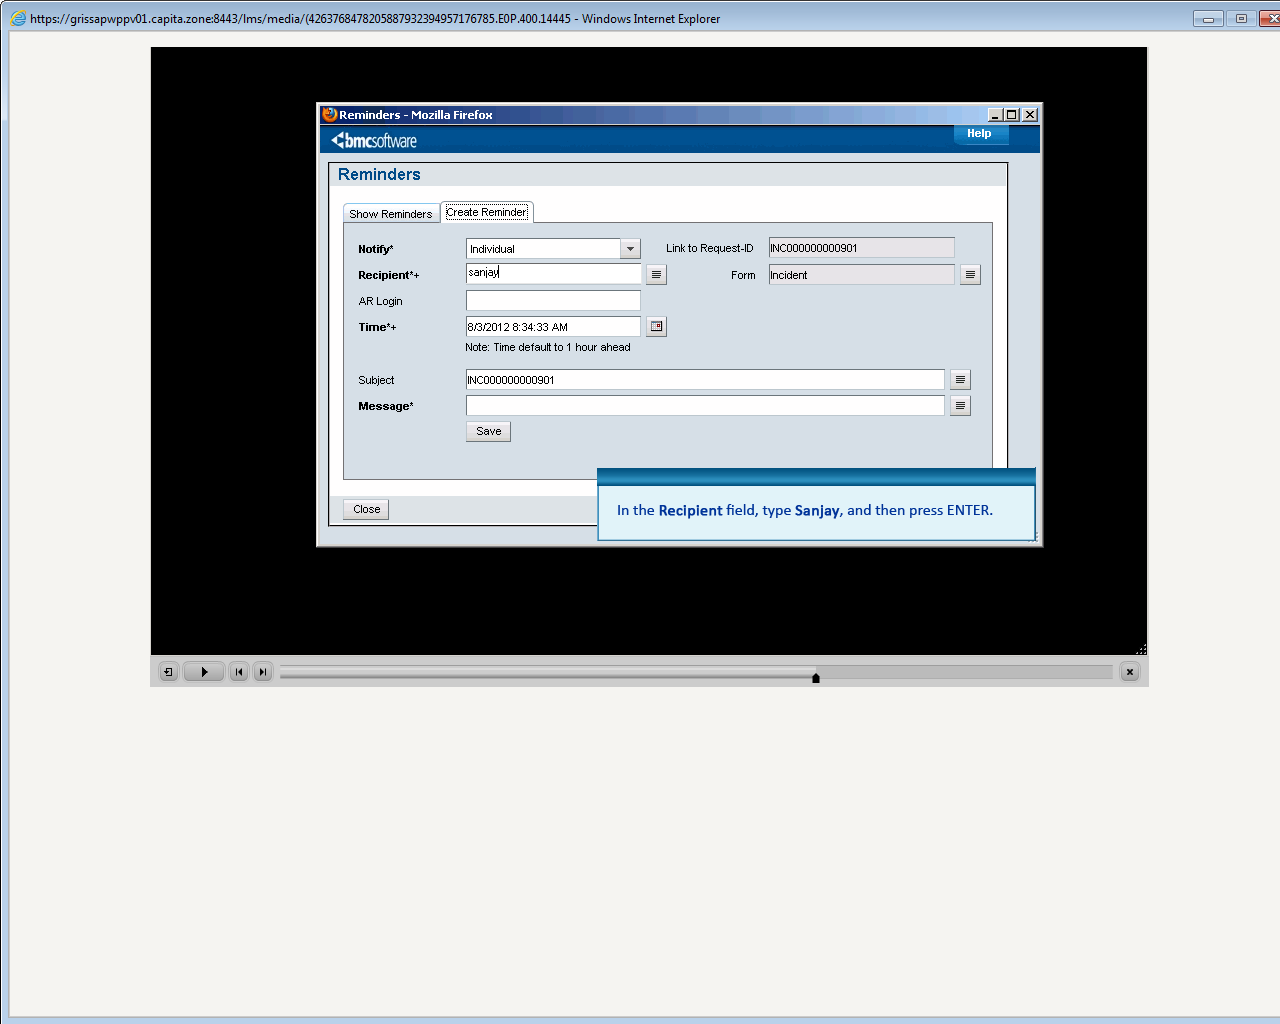 https://grissapwppv01.capita.zone:8443/lms/media/(4263768478205887932394957176785.E0P.400.14445 - Windows Internet Explorer
Reminders - Mozilla Firefox
bmcsoftware
Help
Reminders
Show Reminders
Create Reminder
Notify*
Individual
Link to Request-ID
INC000000000901
Recipient*+
sanjay
Form
Incident
AR Login
Time*+
8/3/2012 8:34:33 AM
Note: Time default to 1 hour ahead
Subject
INC000000000901
Message*
Save
Close
In the Recipient field, type Sanjay, and then press ENTER.